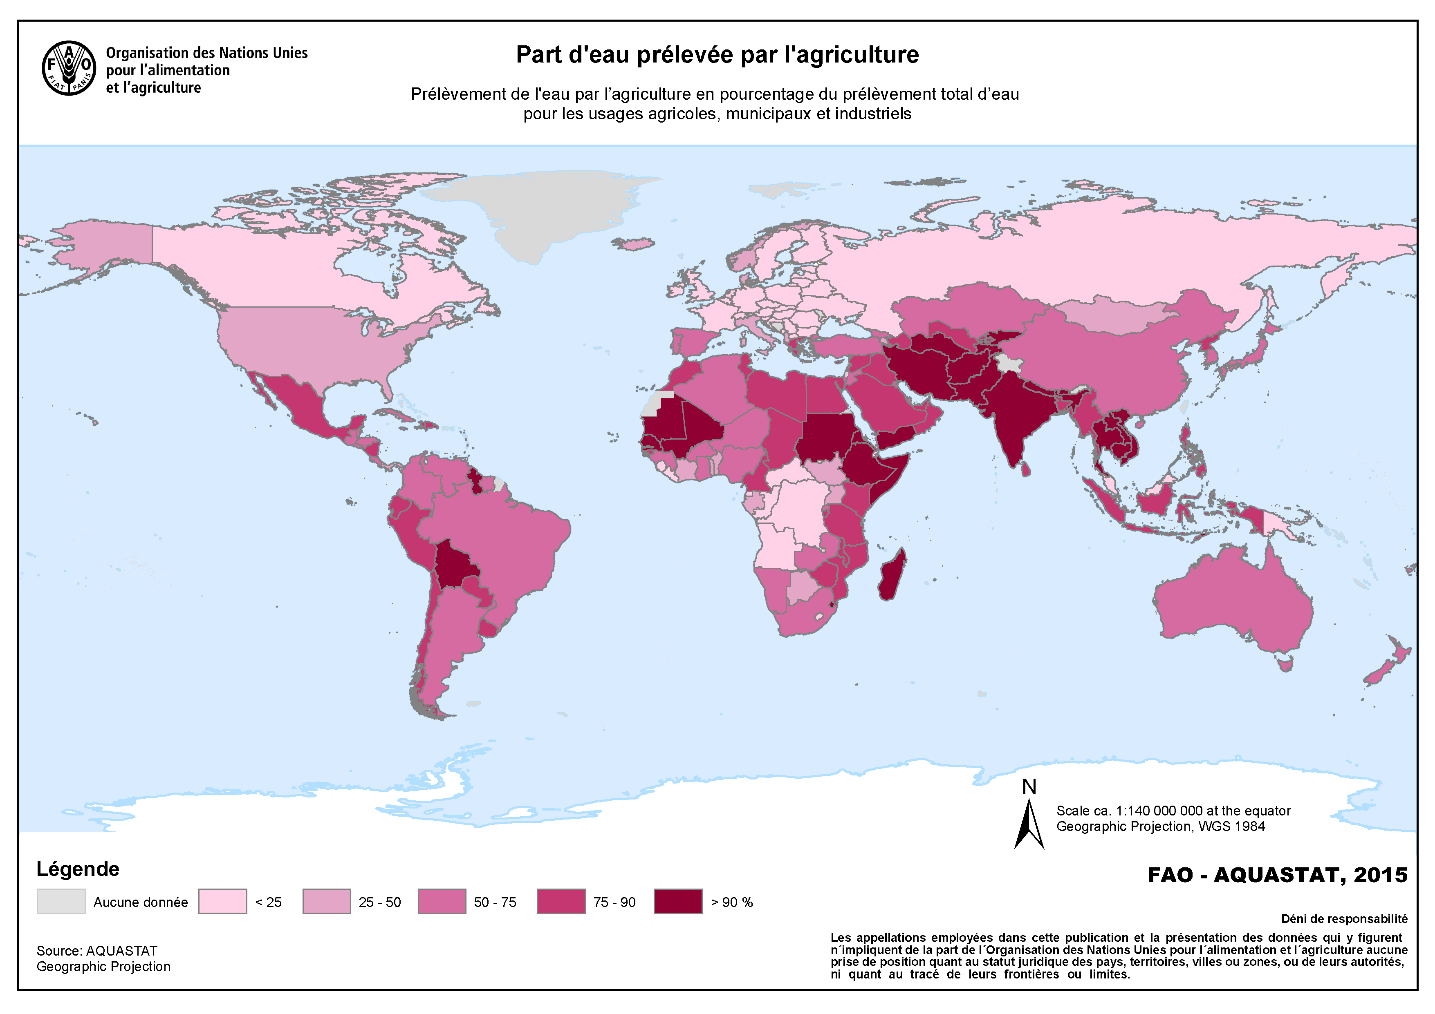 Organisation des Nations Unies
pour l'alimentation
et l'agriculture
F A O
FIAT PANIS
Part d'eau prélevée par l'agriculture
Prélèvement de l'eau par l'agriculture en pourcentage du prélèvement total d'eau
pour les usages agricoles, municipaux et industriels
N
Scale ca. 1:140 000 000 at the equator
Geographic Projection, WGS 1984
Légende
Aucune donnée
< 25
25 - 50
50 - 75
75 - 90
> 90 %
FAO - AQUASTAT, 2015
Source: AQUASTAT
Geographic Projection
Déni de responsabilité
Les appellations employées dans cette publication et la présentation des données qui y figurent
n´impliquent de la part de l´Organisation des Nations Unies pour l´alimentation et l´agriculture aucune
prise de position quant au statut juridique des pays, territoires, villes ou zones, ou de leurs autorités,
ni quant au tracé de leurs frontières ou limites.